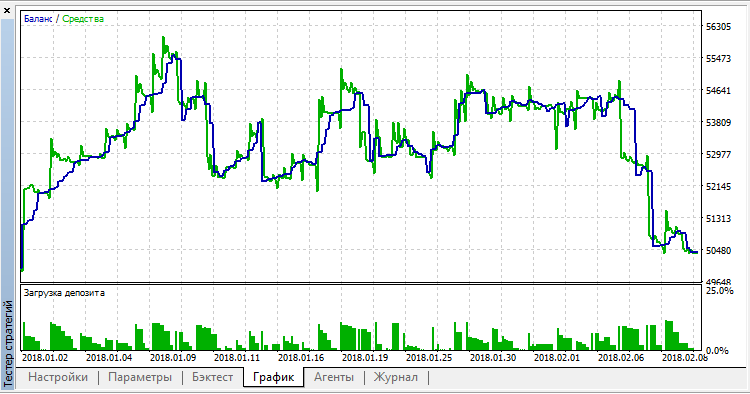 Баланс / Средства
56305
55473
54641
53809
52977
52145
51313
50480
49648
Загрузка депозита
25.0%
0.0%
2018.01.02 2018.01.04 2018.01.09 2018.01.11 2018.01.16 2018.01.19 2018.01.25 2018.01.30 2018.02.01 2018.02.06 2018.02.08
Тестер стратегий
Настройки | Параметры | Бэктест | График | Агенты | Журнал |